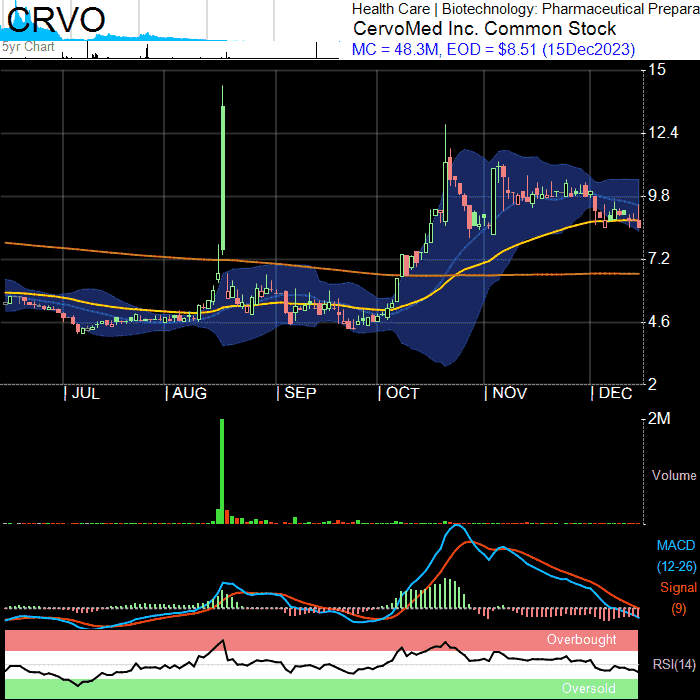 CRVO
Health Care | Biotechnology: Pharmaceutical Prepara
CervoMed Inc. Common Stock
5yr Chart
MC = 48.3M, EOD = $8.51 (15Dec2023)
15
12.4
9.8
7.2
4.6
2
| JUL | AUG | SEP | OCT | NOV | DEC
2M
Volume
MACD
(12-26)
Signal
(9)
Overbought
RSI(14)
Oversold